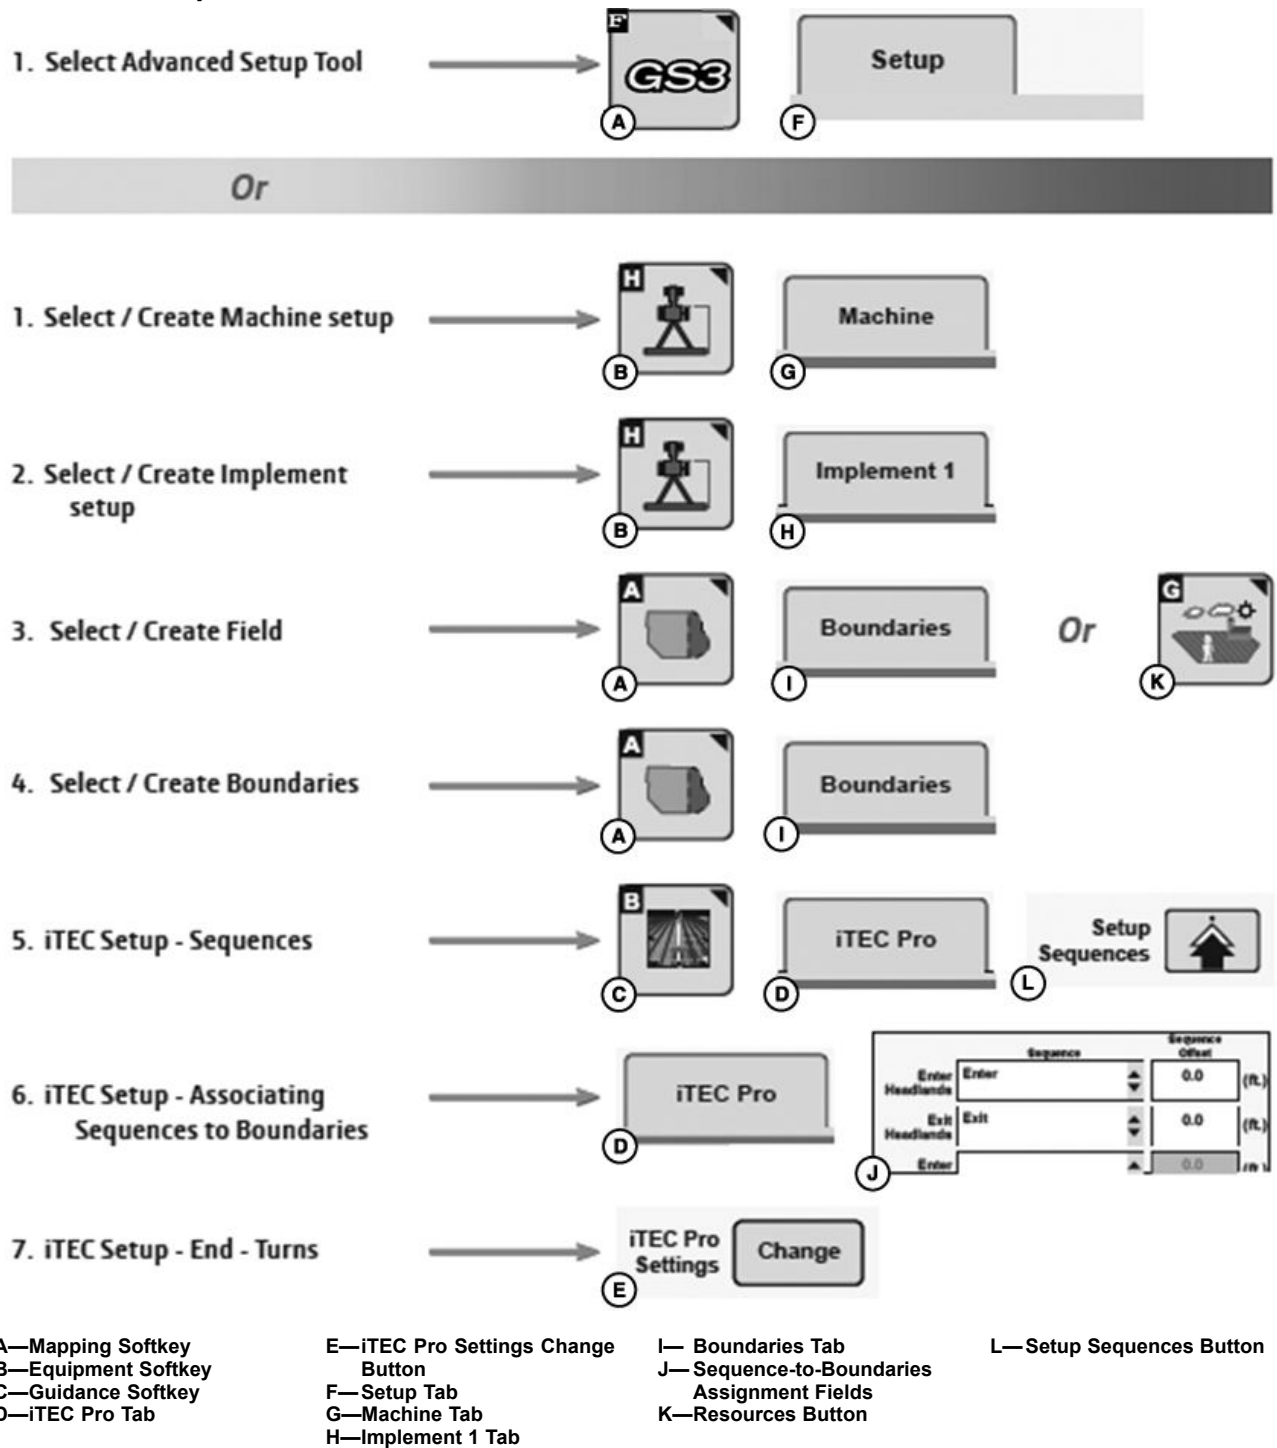 1. Select Advanced Setup Tool
F
GS3
A
Setup
F
Or
1. Select / Create Machine setup
H
B
Machine
G
2. Select / Create Implement
setup
H
B
Implement 1
H
3. Select / Create Field
A
A
Boundaries
I
Or
G
K
4. Select / Create Boundaries
A
A
Boundaries
I
5. iTEC Setup - Sequences
B
C
iTEC Pro
D
Setup
Sequences
L
6. iTEC Setup - Associating
Sequences to Boundaries
iTEC Pro
D
Sequence
Sequence
Offset
Enter
Headlands
Enter
0.0
(ft.)
Exit
Headlands
Exit
0.0
(ft.)
Enter
0.0
(ft.)
J
7. iTEC Setup - End - Turns
iTEC Pro
Settings
Change
E
A—Mapping Softkey
B—Equipment Softkey
C—Guidance Softkey
D—iTEC Pro Tab
E—iTEC Pro Settings Change
Button
F—Setup Tab
G—Machine Tab
H—Implement 1 Tab
I— Boundaries Tab
J—Sequence-to-Boundaries
Assignment Fields
K—Resources Button
L—Setup Sequences Button